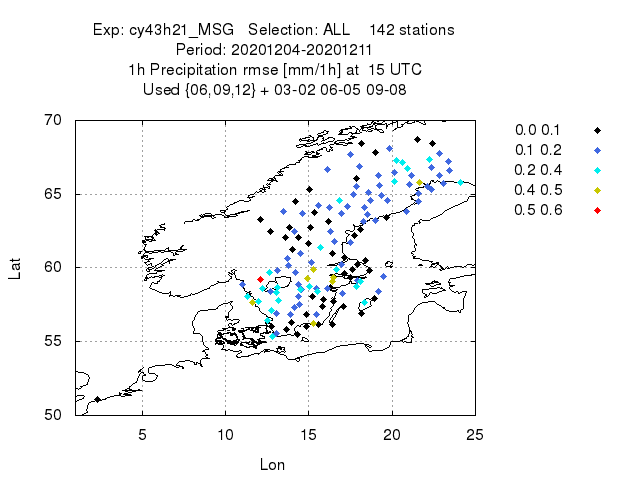 Exp: cy43h21_MSG Selection: ALL 142 stations
Period: 20201204-20201211
1h Precipitation rmse [mm/1h] at 15 UTC
Used {06,09,12} + 03-02 06-05 09-08
70
65
60
55
50
Lat
5
10
15
20
25
Lon
0.0 0.1
0.1 0.2
0.2 0.4
0.4 0.5
0.5 0.6